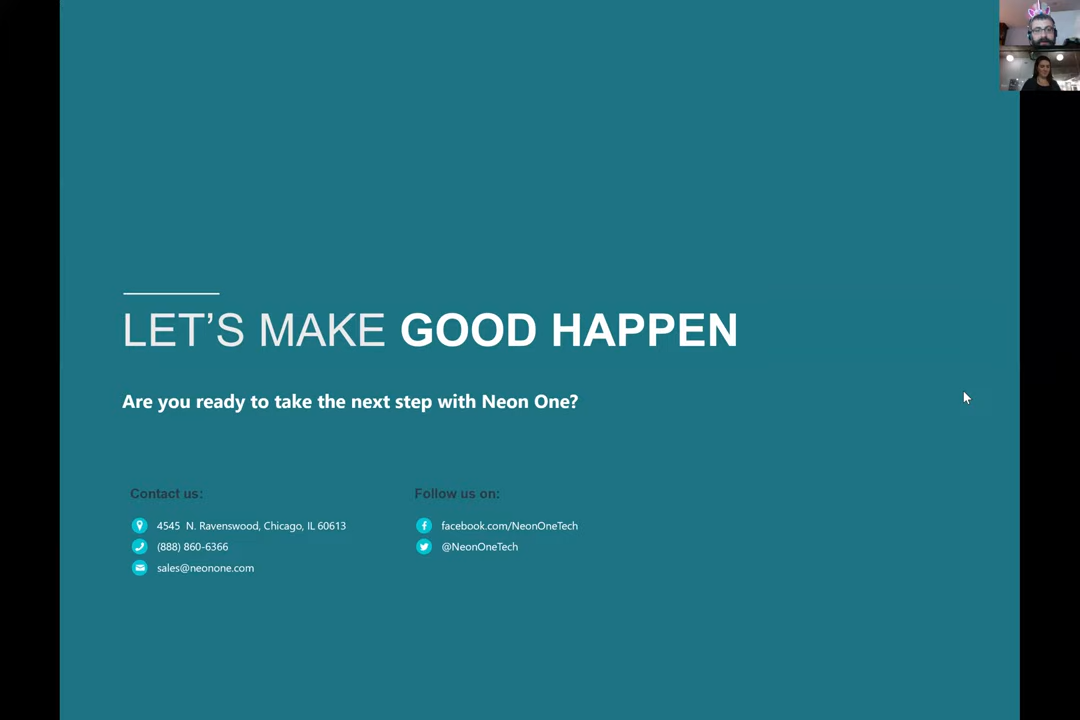 LET'S MAKE GOOD HAPPEN
Are you ready to take the next step with Neon One?
Contact us:
4545 N. Ravenswood, Chicago, IL 60613
(888) 860-6366
sales@neonone.com
Follow us on:
facebook.com/NeonOneTech
@NeonOneTech